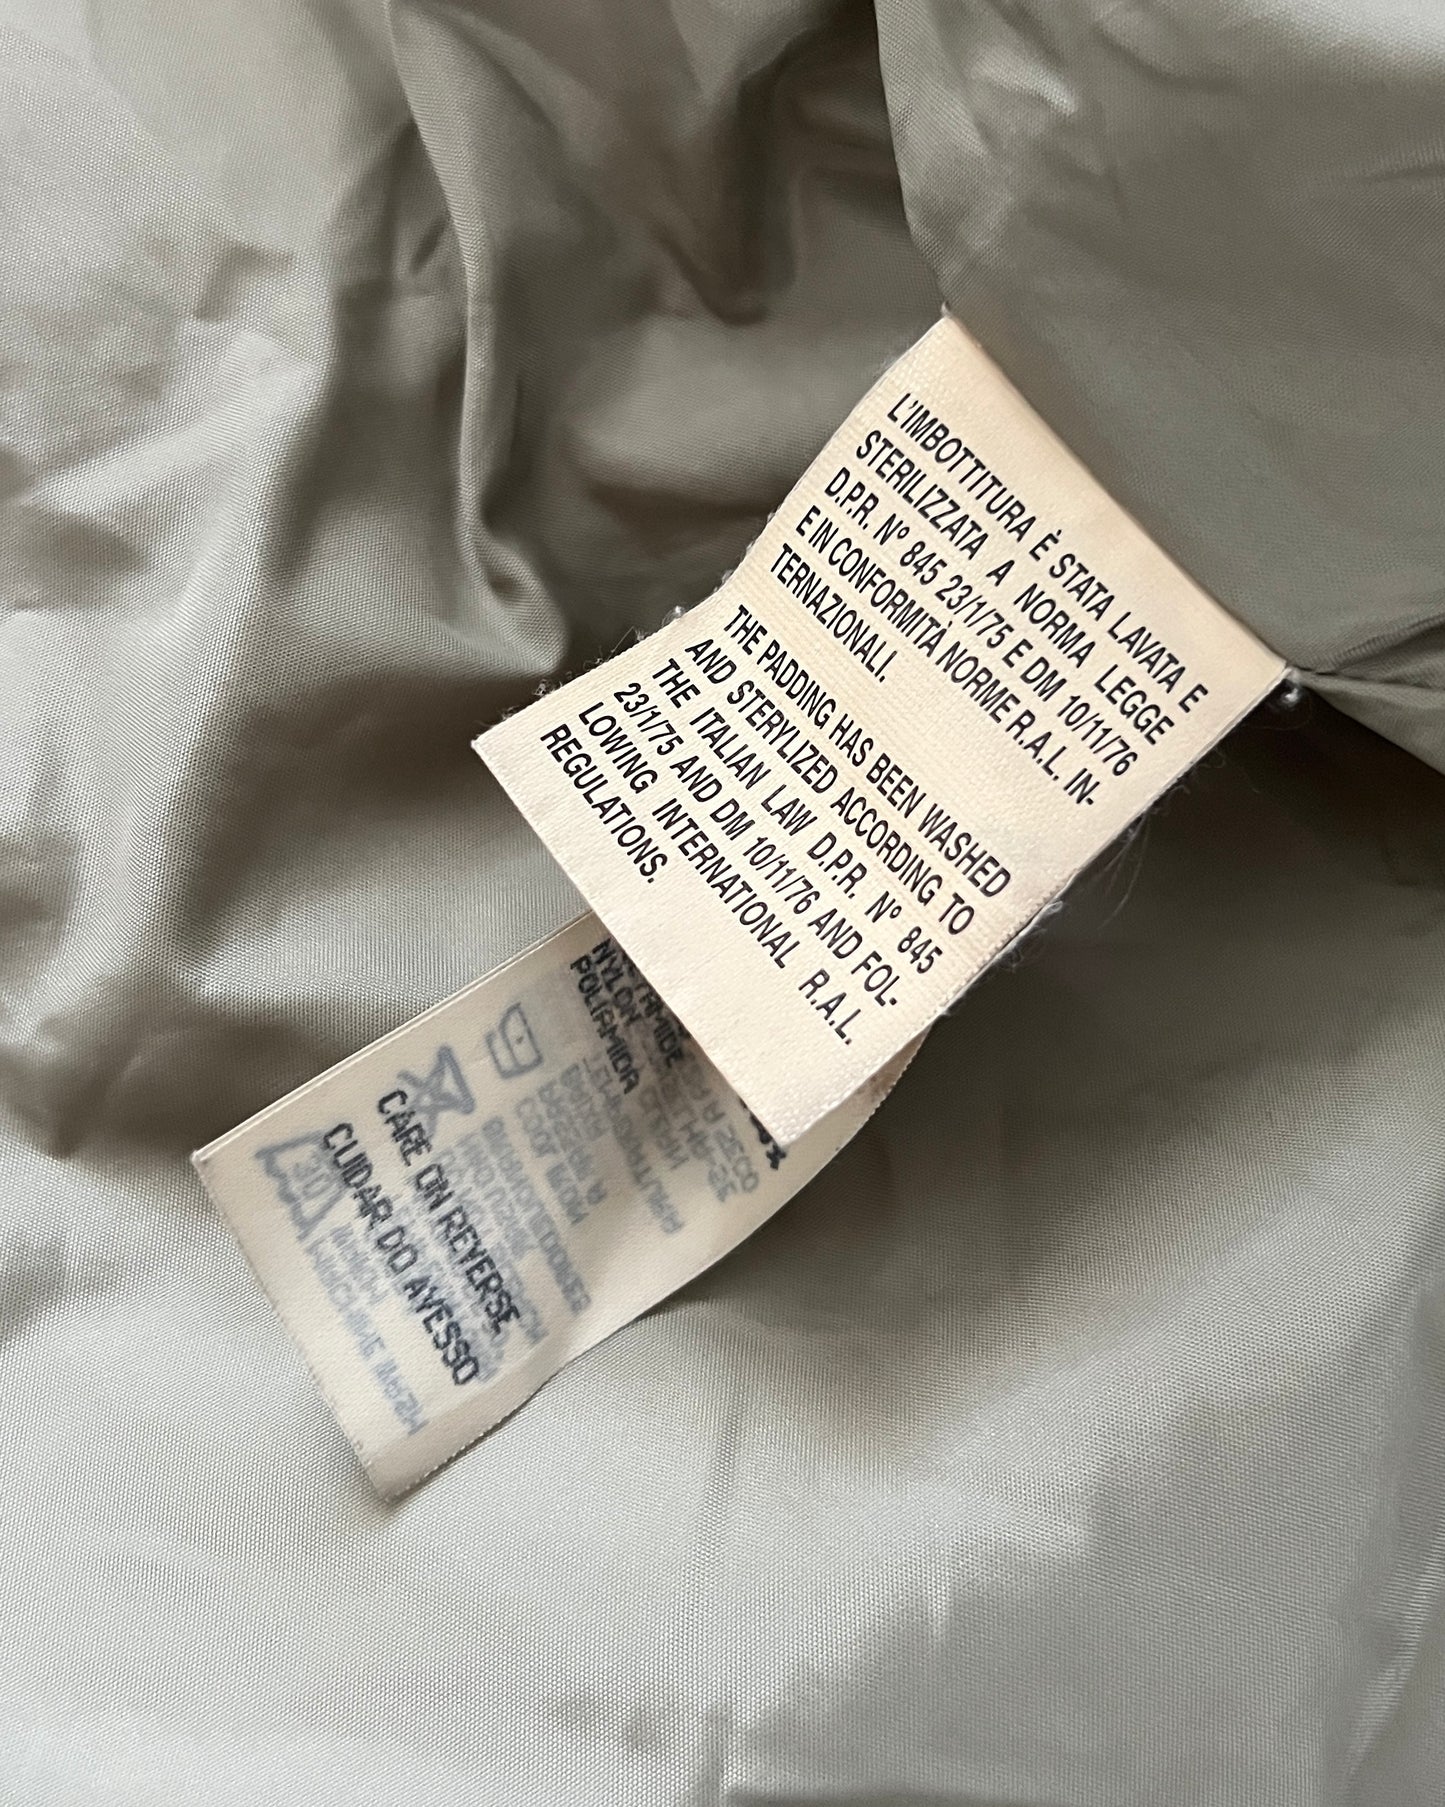 L'IMBOTTITURA È STATA LAVATA E
STERILIZZATA A NORMA LEGGE
D.P.R. Nº 845 23/1/75 E DM 10/11/76
E IN CONFORMITÀ NORME R.A.L. IN-
TERNAZIONALI.
THE PADDING HAS BEEN WASHED
AND STERYLIZED ACCORDING TO
THE ITALIAN LAW D.P.R. Nº 845
23/1/75 AND DM 10/11/76 AND FOL-
LOWING INTERNATIONAL R.A.L.
REGULATIONS.
NYLON
POLIAMIDA
CARE ON REVERSE
CUIDAR DO AVESSO